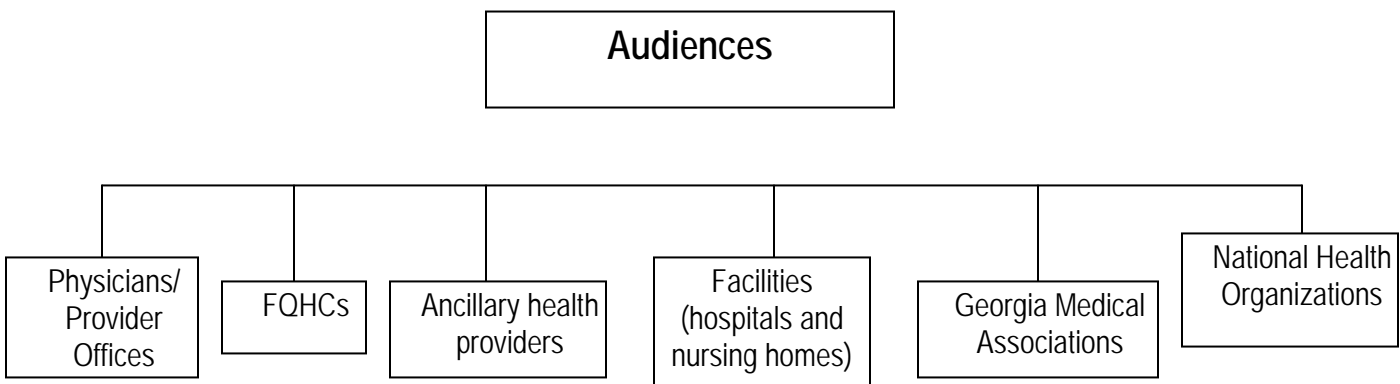 Audiences
Physicians/
Provider
Offices
FQHCs
Ancillary health
providers
Facilities
(hospitals and
nursing homes)
Georgia Medical
Associations
National Health
Organizations